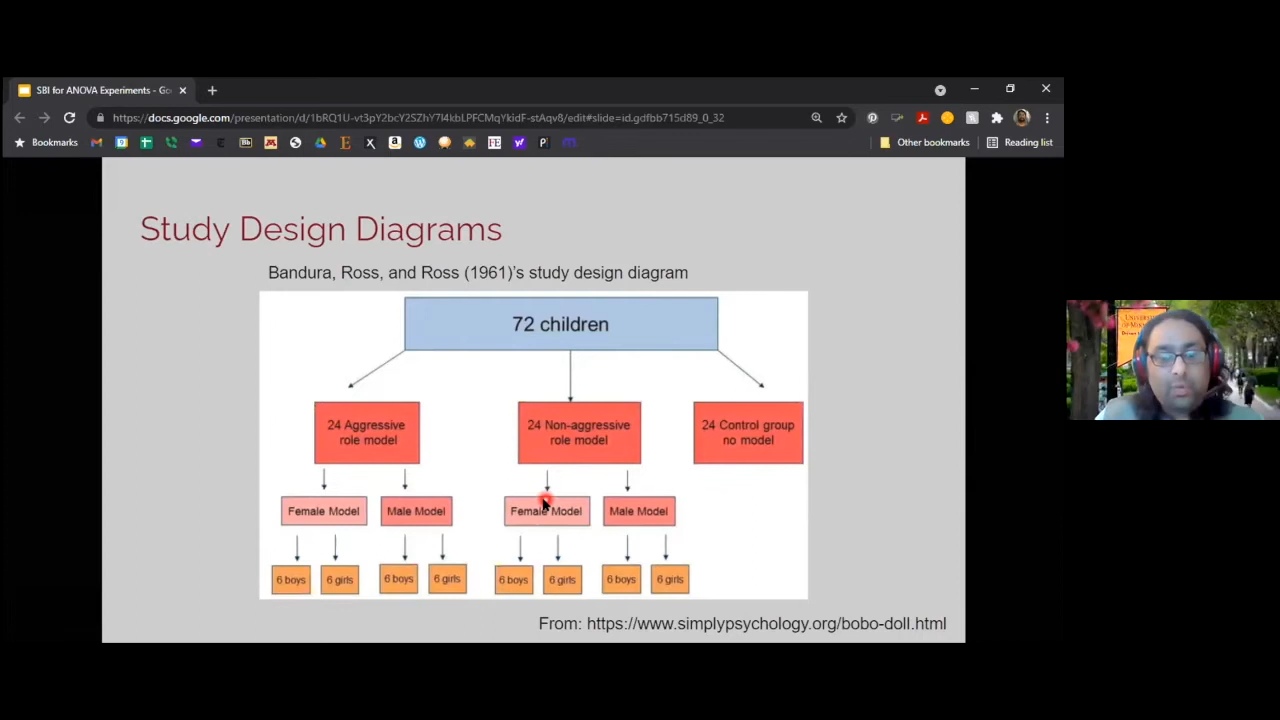 SBI for ANOVA Experiments - Go
https://docs.google.com/presentation/d/1bRQ1U-vt3pY2bcY2SZhY7l4kbLPFCMqYkidF-stAqv8/edit#slide=id.gdfbb715d89_0_32
Bookmarks
Other bookmarks
Reading list
Study Design Diagrams
Bandura, Ross, and Ross (1961)'s study design diagram
72 children
24 Aggressive
role model
24 Non-aggressive
role model
24 Control group
no model
Female Model
Male Model
Female Model
Male Model
6 boys
6 girls
6 boys
6 girls
6 boys
6 girls
6 boys
6 girls
From: https://www.simplypsychology.org/bobo-doll.html